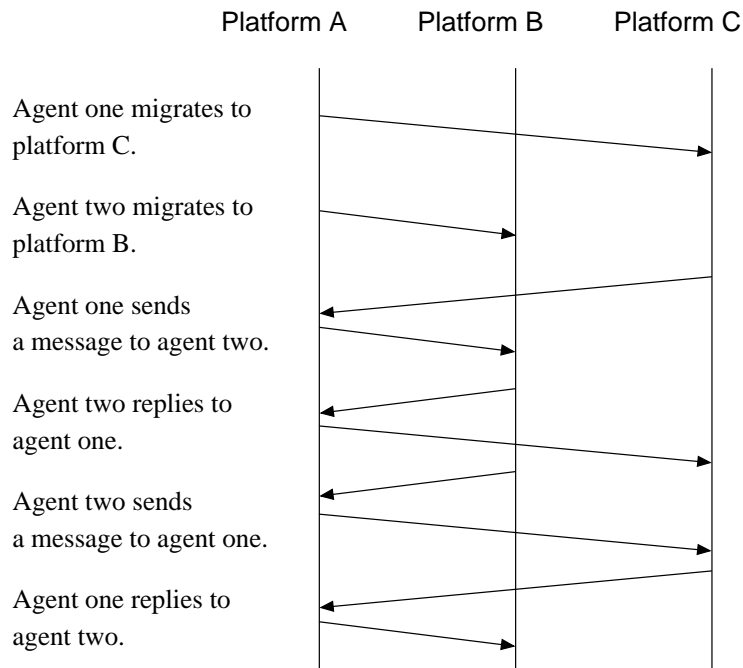 Platform A Platform B Platform C
Agent one migrates to
platform C.
Agent two migrates to
platform B.
Agent one sends
a message to agent two.
Agent two replies to
agent one.
Agent two sends
a message to agent one.
Agent one replies to
agent two.